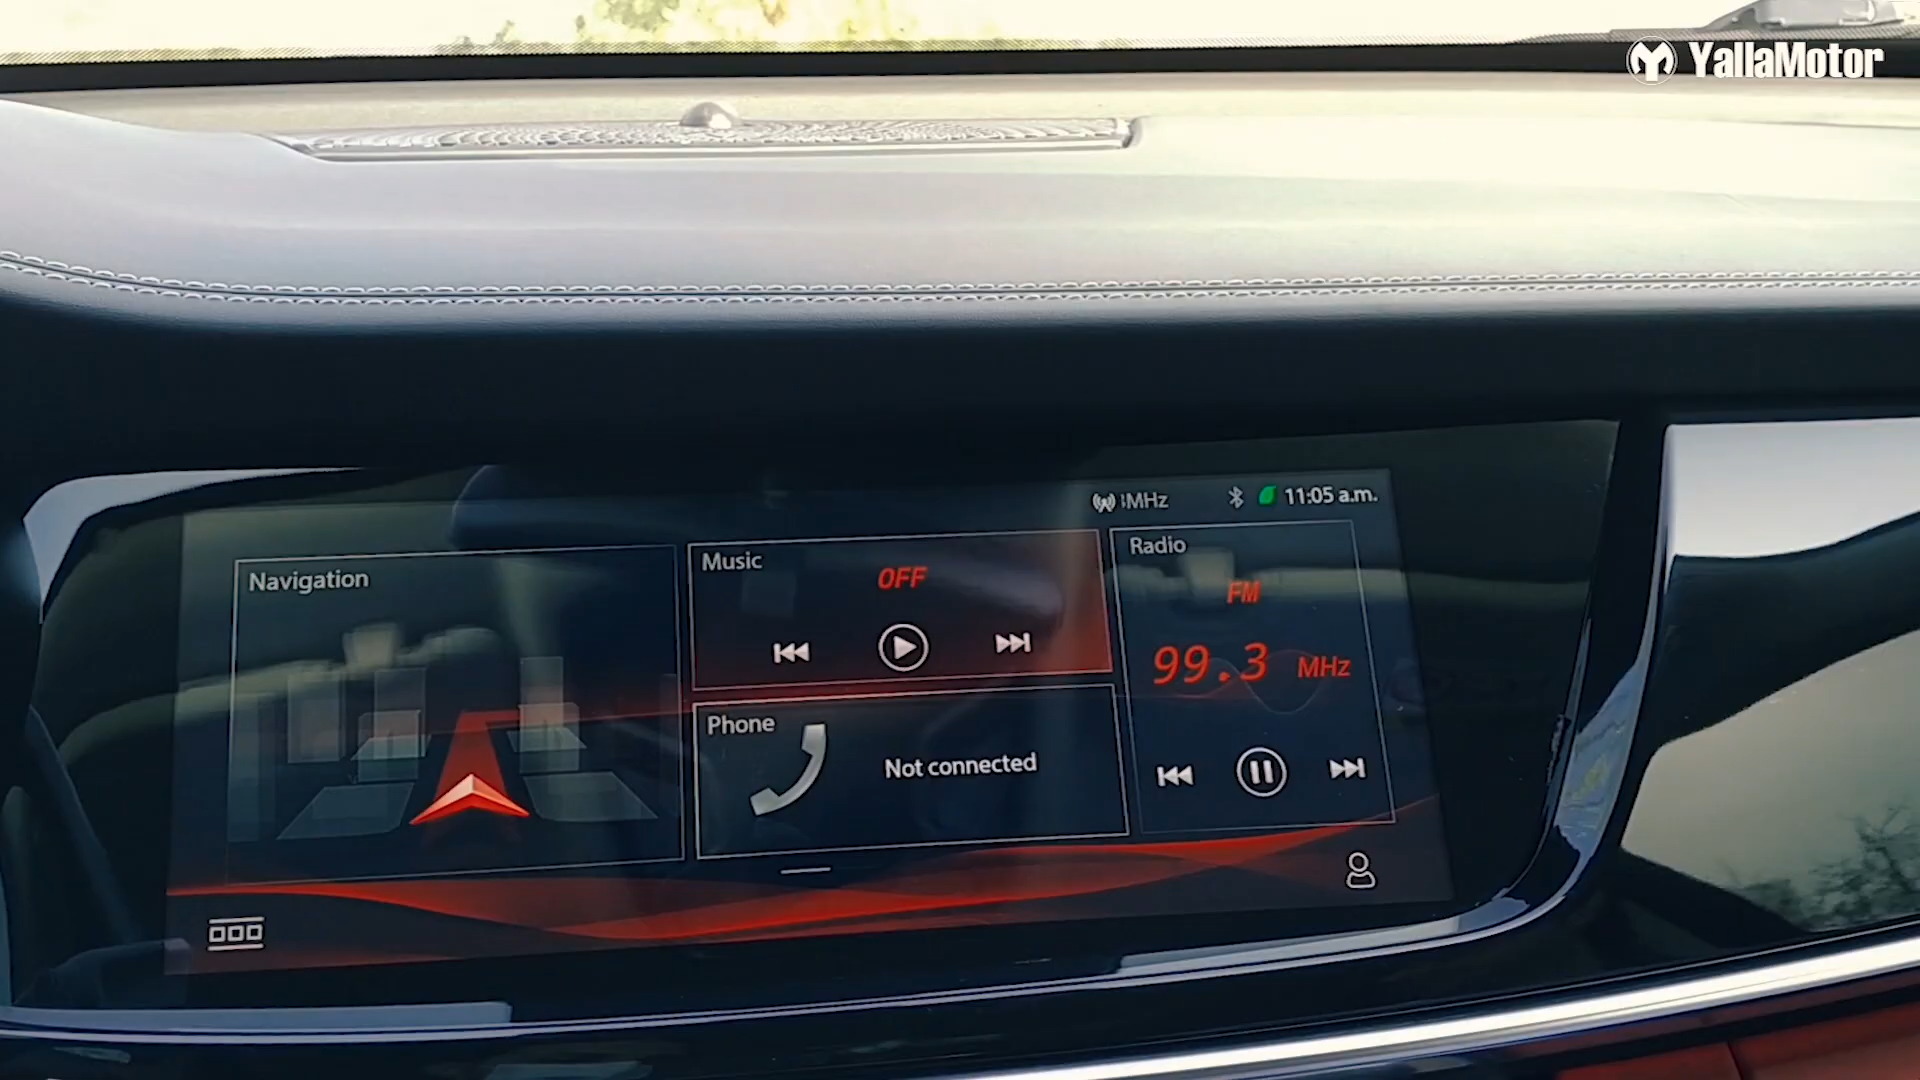 YallaMotor
MHz 11:05 a.m.
Navigation
Music
OFF
Phone
Not connected
Radio
FM
99.3 MHz